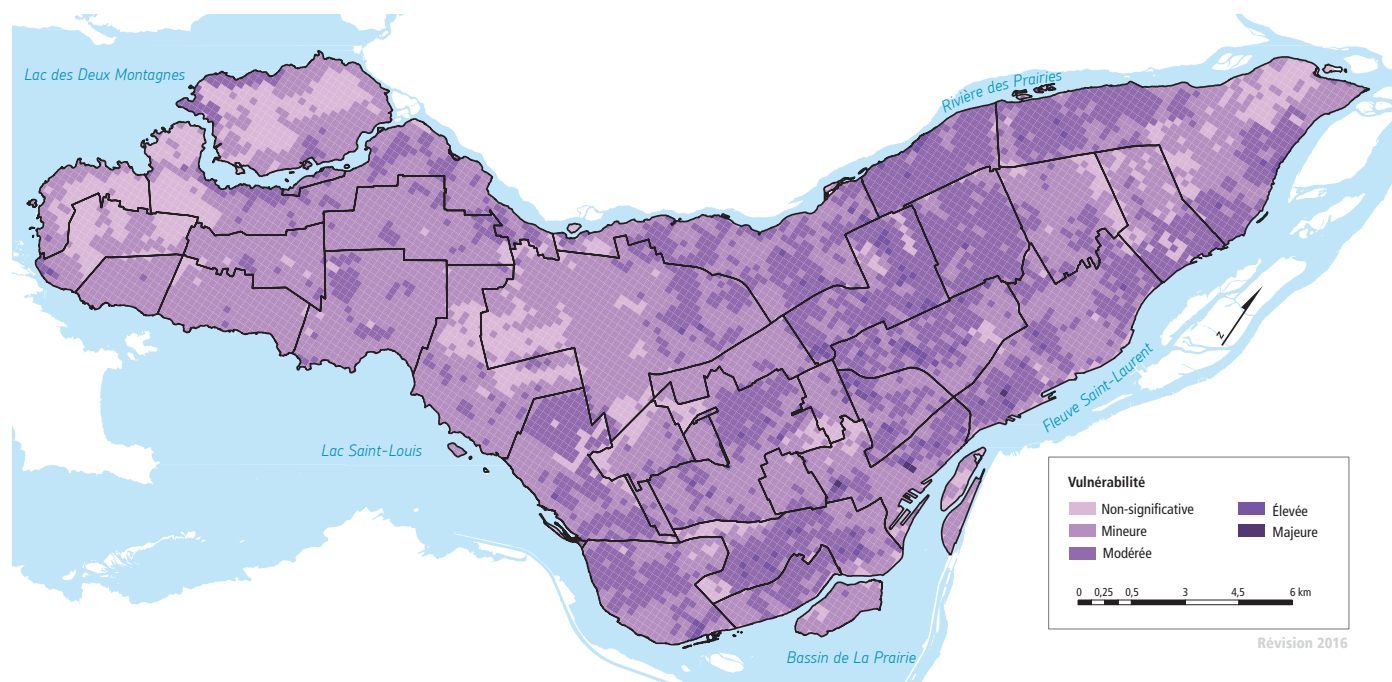 Lac des Deux Montagnes
Rivière des Prairies
N
Fleuve Saint-Laurent
Lac Saint-Louis
Bassin de La Prairie
Vulnérabilité
Non-significative
Mineure
Modérée
Élevée
Majeure
0 0,25 0,5 3 4,5 6 km
Révision 2016